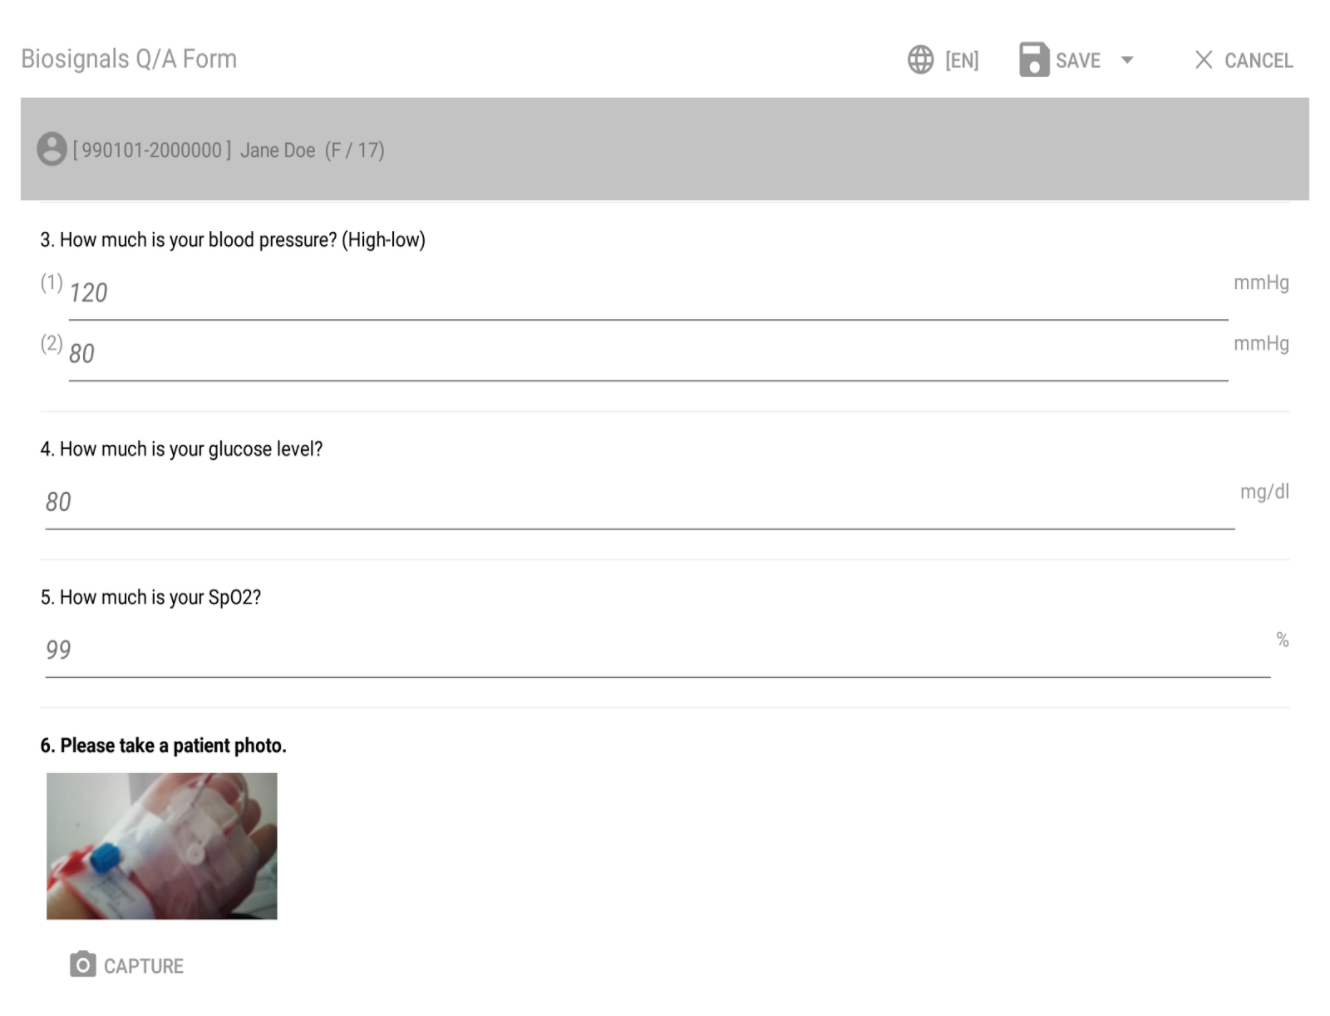 Biosignals Q/A Form
[EN]
SAVE
CANCEL
[ 990101-2000000 ] Jane Doe (F / 17)
3. How much is your blood pressure? (High-low)
(1) 120 mmHg
(2) 80 mmHg
4. How much is your glucose level?
80 mg/dl
5. How much is your SpO2?
99 %
6. Please take a patient photo.
CAPTURE